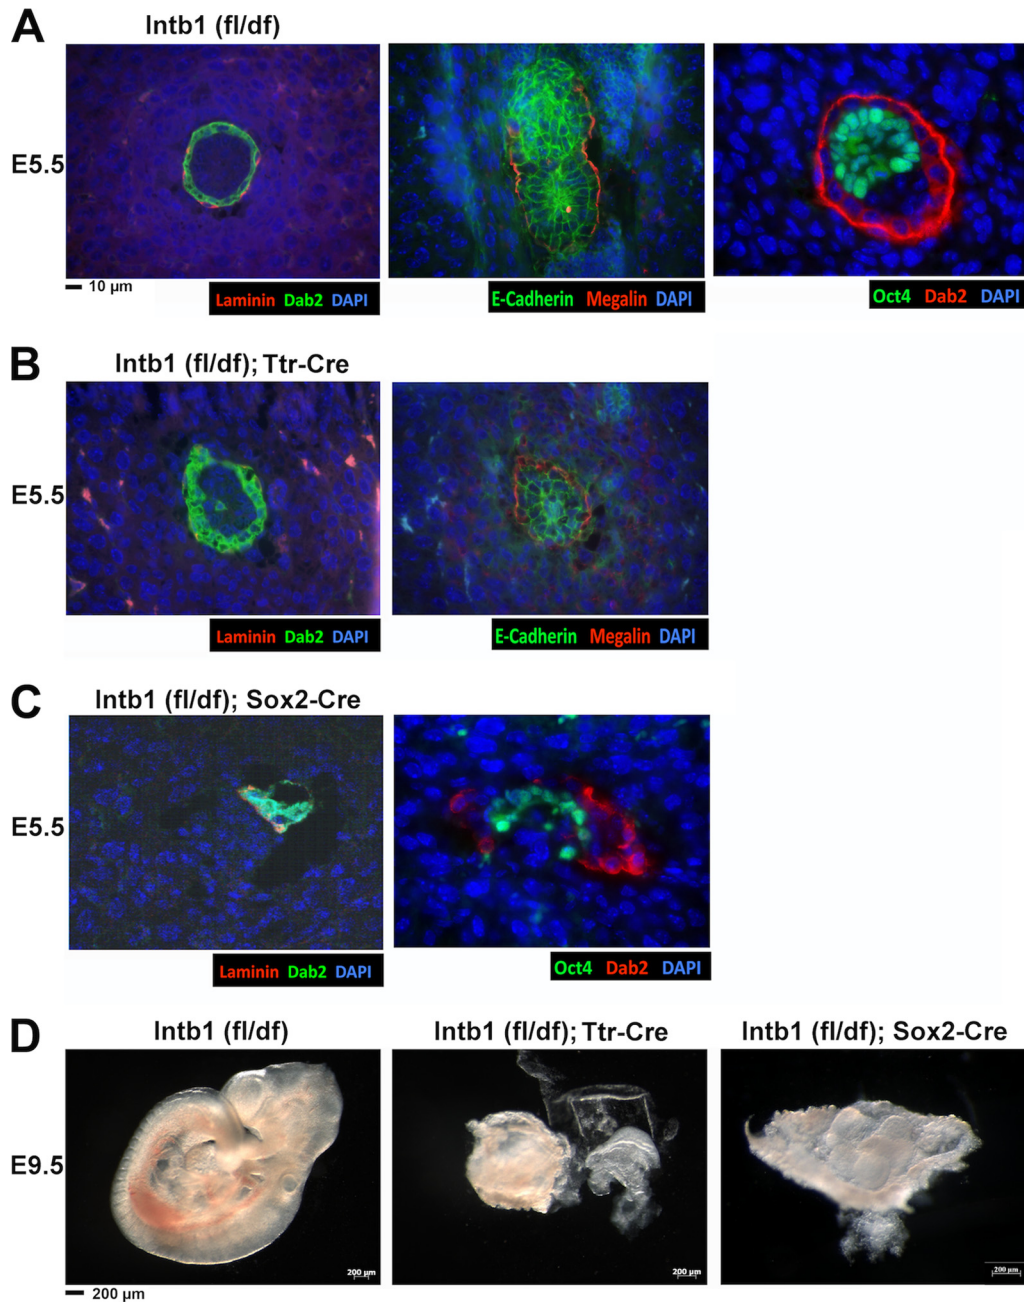 A
Intb1 (fl/df)
E5.5
10 µm
Laminin Dab2 DAPI
E-Cadherin Megalin DAPI
Oct4 Dab2 DAPI
B
Intb1 (fl/df); Ttr-Cre
E5.5
Laminin Dab2 DAPI
E-Cadherin Megalin DAPI
C
Intb1 (fl/df); Sox2-Cre
E5.5
Laminin Dab2 DAPI
Oct4 Dab2 DAPI
D
Intb1 (fl/df)
Intb1 (fl/df); Ttr-Cre
Intb1 (fl/df); Sox2-Cre
E9.5
200 µm
200 µm
200 µm
200 µm